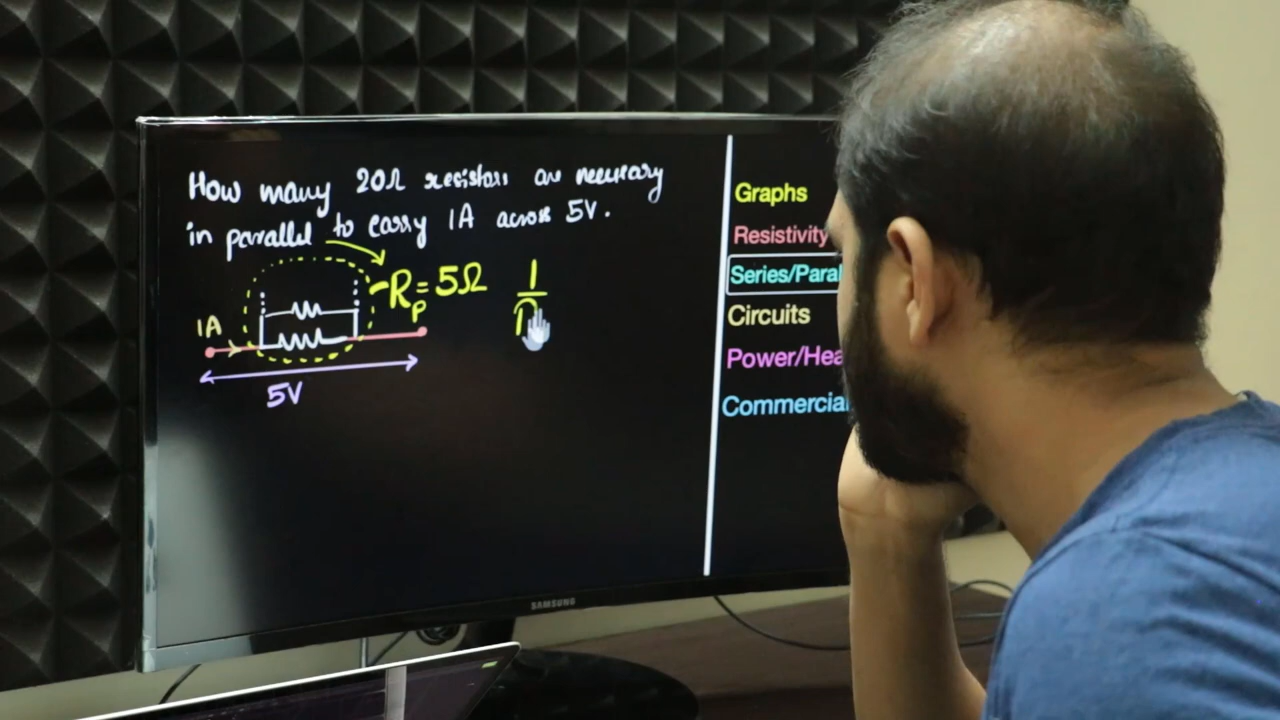 How many 20Ω resistors are necessary
in parallel to carry 1A across 5V.
Rp = 5Ω
1
1A
5V
Graphs
Resistivity
Series/Paral
Circuits
Power/Hea
Commercial
SAMSUNG